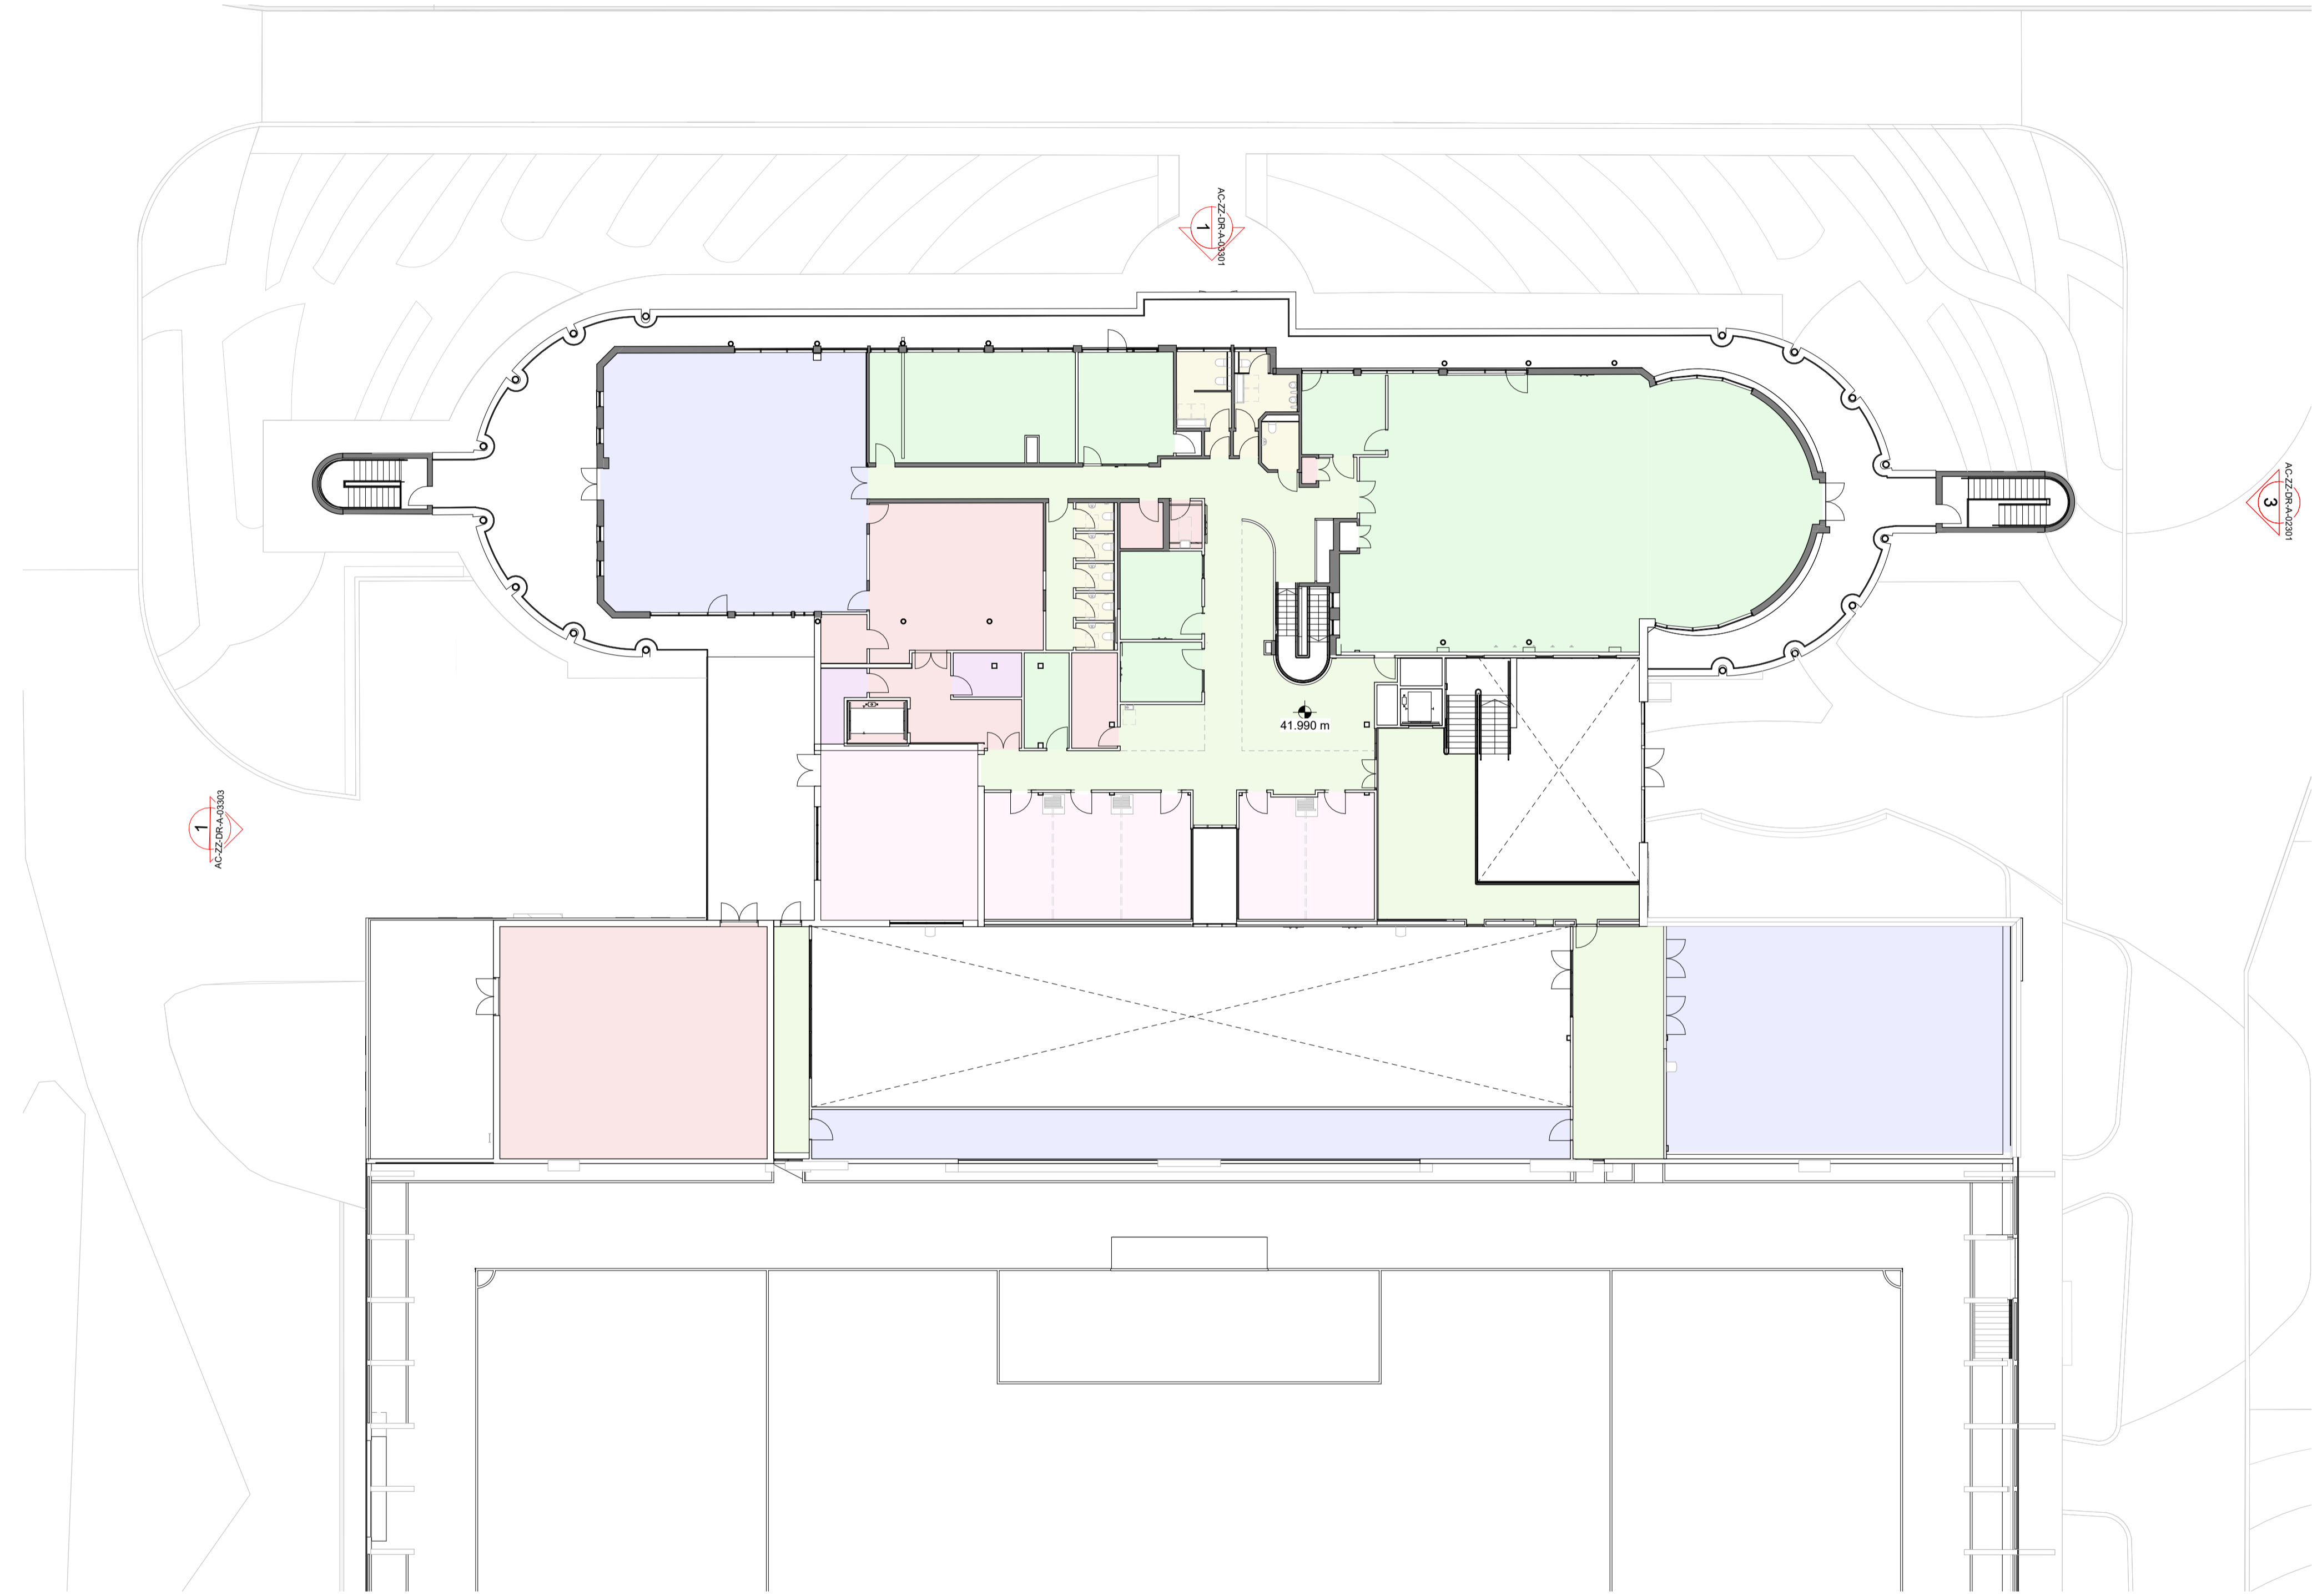 AC-ZZ-DR-A-03301
1
AC-ZZ-DR-A-02301
3
41.990 m
1
AC-ZZ-DR-A-03303